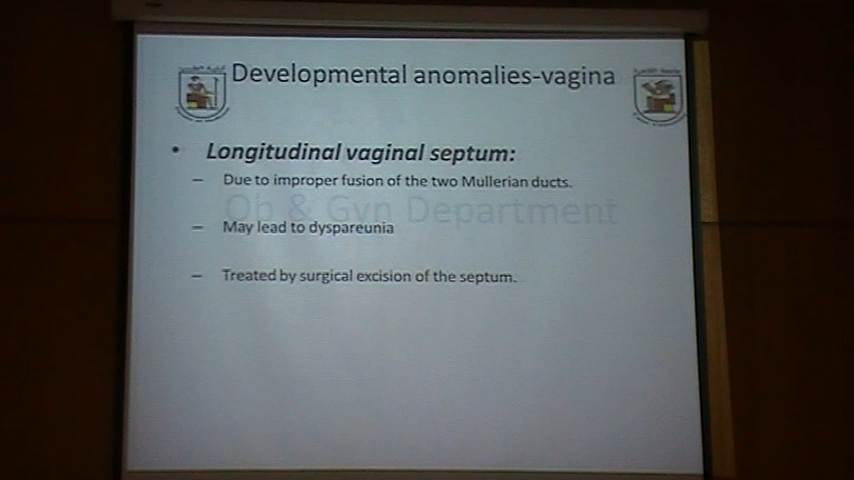 Developmental anomalies-vagina
• Longitudinal vaginal septum:
– Due to improper fusion of the two Mullerian ducts.
Ob & Gyn Department
– May lead to dyspareunia
– Treated by surgical excision of the septum.